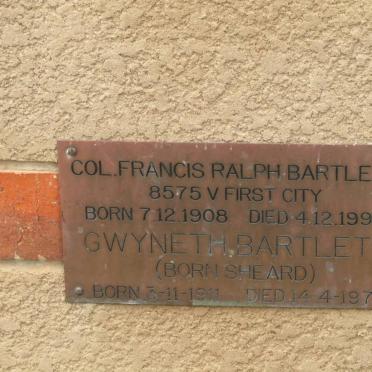 COL. FRANCIS RALPH BARTLE
8575 V FIRST CITY
BORN 7.12.1908 DIED 4.12.199
GWYNETH BARTLET
(BORN SHEARD)
BORN 3-11-1911 DIED 14-4-197